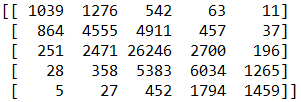 [[ 1039 1276 542 63 11]
[ 864 4555 4911 457 37]
[ 251 2471 26246 2700 196]
[ 28 358 5383 6034 1265]
[ 5 27 452 1794 1459]]